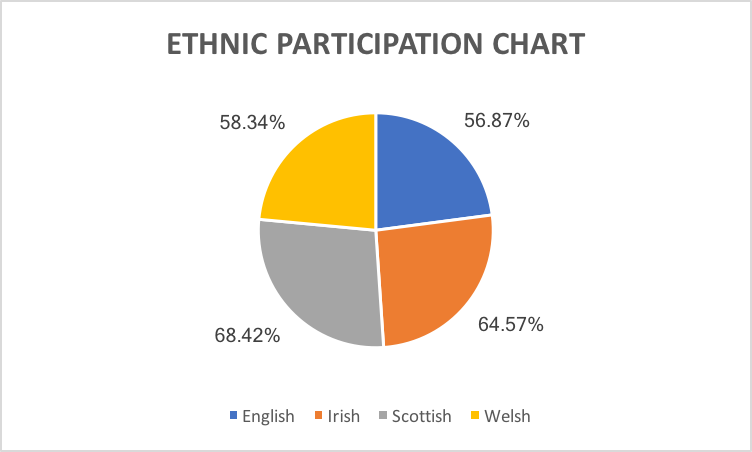 ETHNIC PARTICIPATION CHART
58.34%
56.87%
68.42%
64.57%
English Irish Scottish Welsh